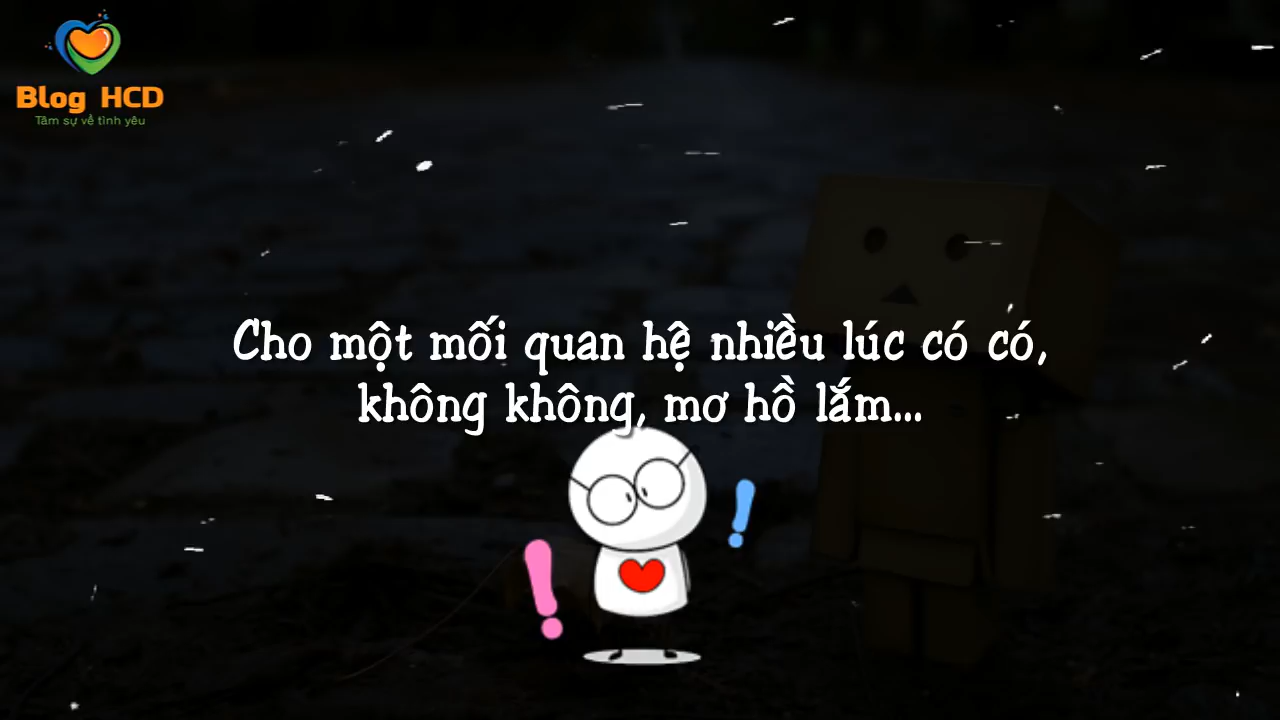 Blog HCD
Tâm sự về tình yêu
Cho một mối quan hệ nhiều lúc có có,
không không, mơ hồ lắm...